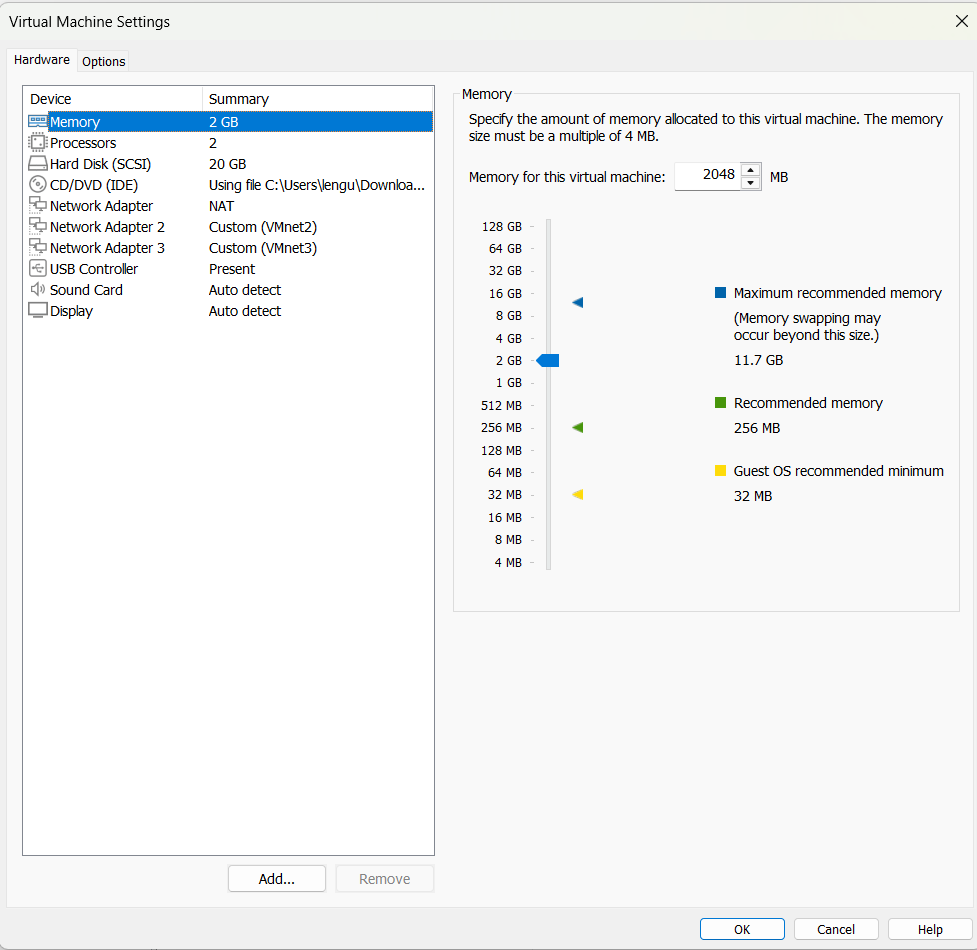 Virtual Machine Settings
Hardware
Options
Device Summary
Memory 2 GB
Processors 2
Hard Disk (SCSI) 20 GB
CD/DVD (IDE) Using file C:\Users\lengu\Downloa...
Network Adapter NAT
Network Adapter 2 Custom (VMnet2)
Network Adapter 3 Custom (VMnet3)
USB Controller Present
Sound Card Auto detect
Display Auto detect
Add...
Remove
Memory
Specify the amount of memory allocated to this virtual machine. The memory
size must be a multiple of 4 MB.
Memory for this virtual machine: 2048 MB
128 GB
64 GB
32 GB
16 GB
8 GB
4 GB
2 GB
1 GB
512 MB
256 MB
128 MB
64 MB
32 MB
16 MB
8 MB
4 MB
Maximum recommended memory
(Memory swapping may
occur beyond this size.)
11.7 GB
Recommended memory
256 MB
Guest OS recommended minimum
32 MB
OK
Cancel
Help